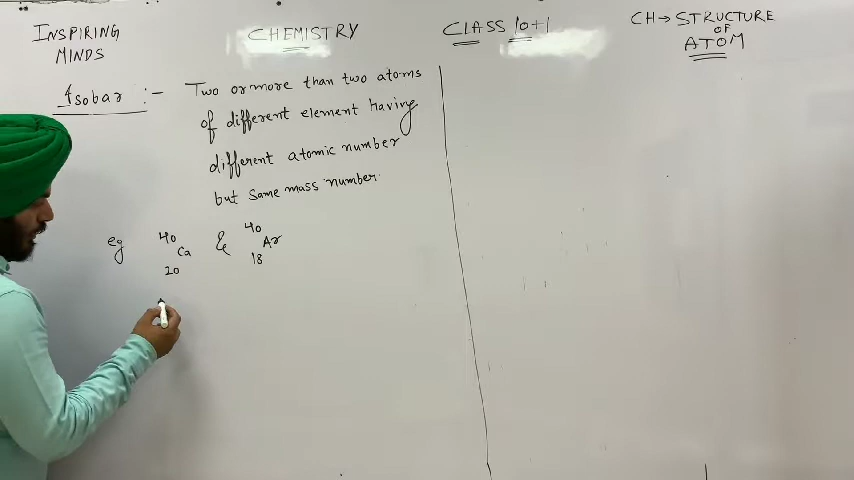 INSPIRING
MINDS
CHEMISTRY
CLASS 10+1
CH→ STRUCTURE
OF
ATOM
Isobar :- Two or more than two atoms
of different element having
different atomic number
but same mass number.
eg 40 Ca 20 & 40 Ar 18